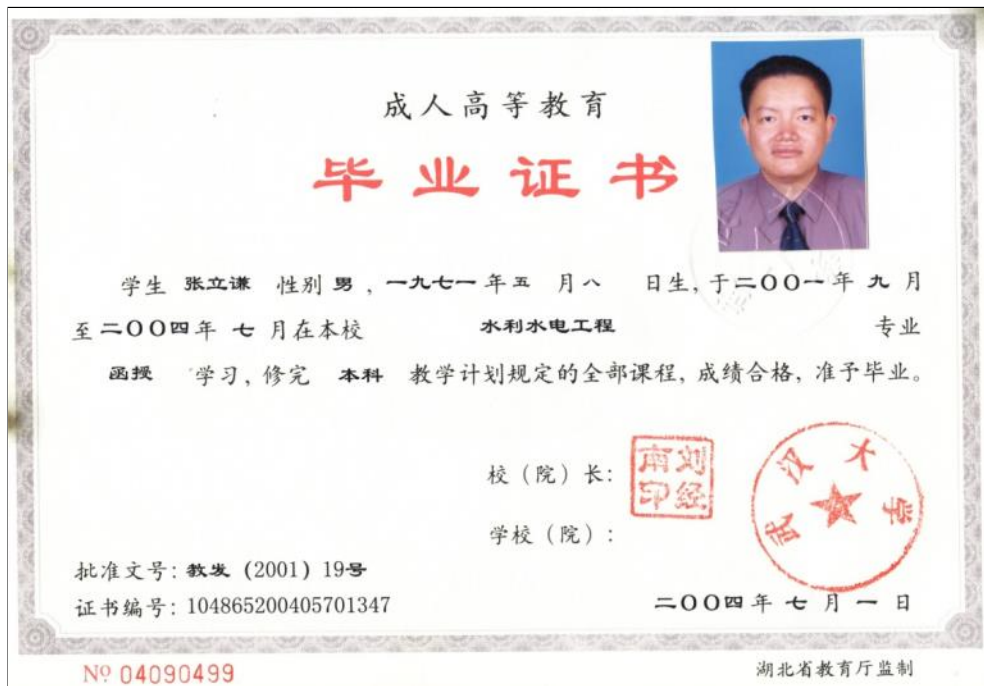 成人高等教育
毕业证书
学生 张立谦 性别 男 , 一九七一 年 五 月 八 日生, 于 二〇〇一 年 九 月
至 二〇〇四 年 七 月在本校 水利水电工程 专业
函授 学习, 修完 本科 教学计划规定的全部课程, 成绩合格, 准予毕业。
校（院）长:
刘经南印
学校（院）:
武汉大学
批准文号: 教发 (2001) 19号
证书编号: 104865200405701347
二〇〇四 年 七 月 一 日
№ 04090499
湖北省教育厅监制